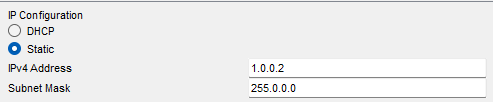 IP Configuration
DHCP
Static
IPv4 Address 1.0.0.2
Subnet Mask 255.0.0.0